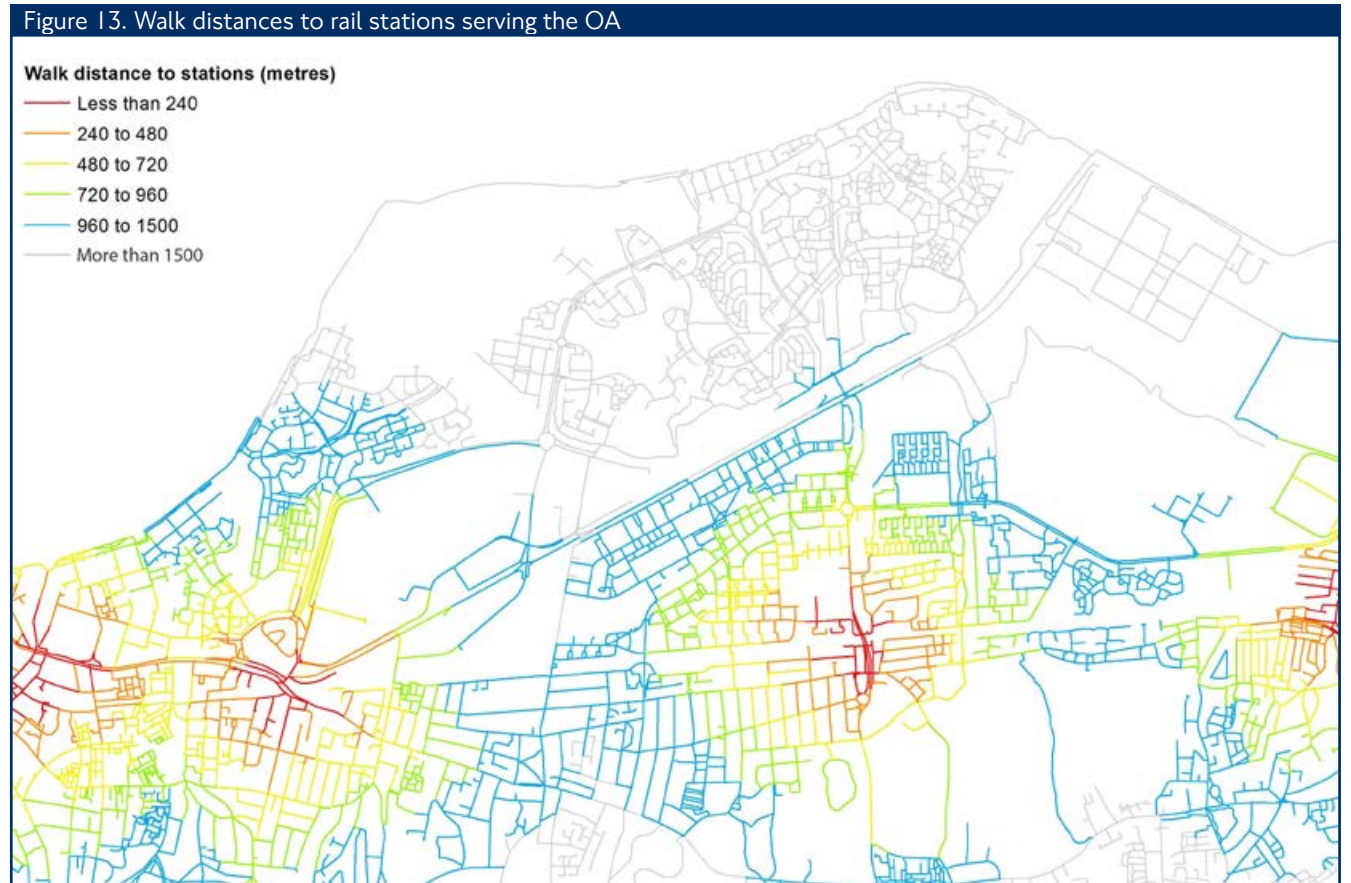 Figure 13. Walk distances to rail stations serving the OA
Walk distance to stations (metres)
Less than 240
240 to 480
480 to 720
720 to 960
960 to 1500
More than 1500